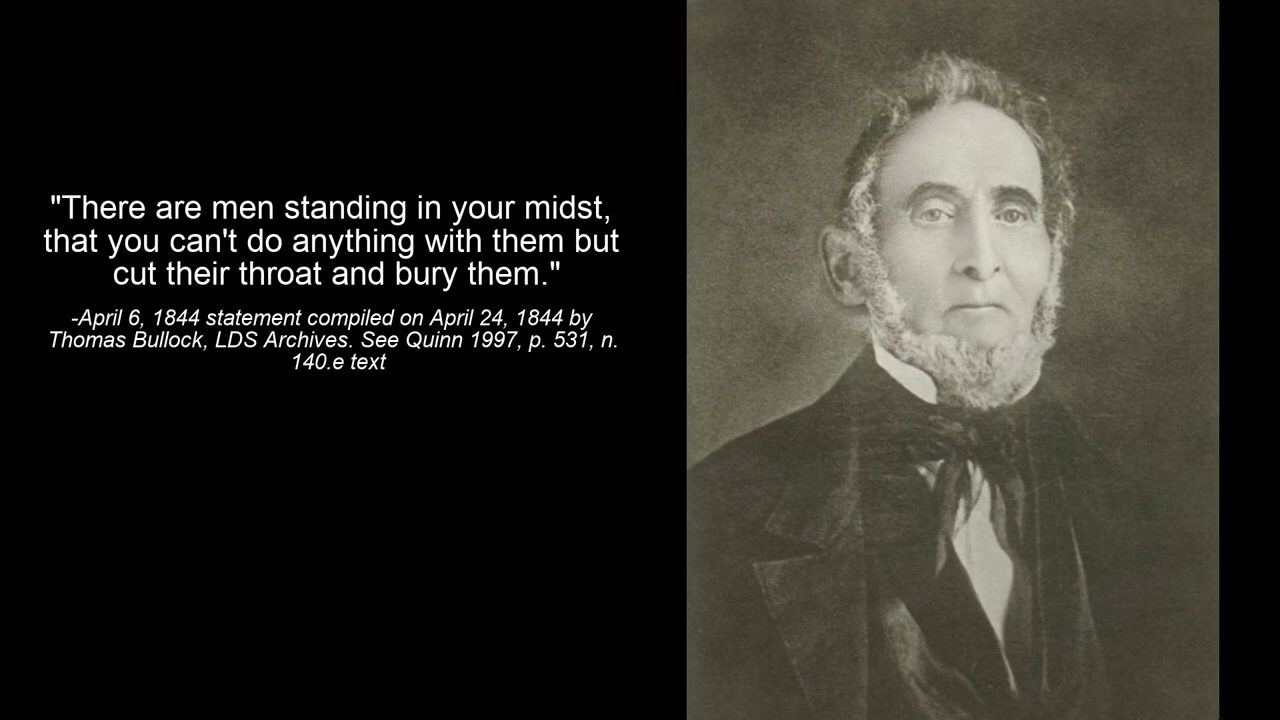 "There are men standing in your midst,
that you can't do anything with them but
cut their throat and bury them."
-April 6, 1844 statement compiled on April 24, 1844 by
Thomas Bullock, LDS Archives. See Quinn 1997, p. 531, n.
140.e text